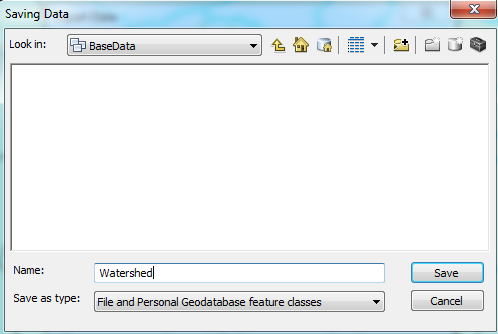 Saving Data
Look in: BaseData
Name: Watershed
Save
Save as type: File and Personal Geodatabase feature classes
Cancel